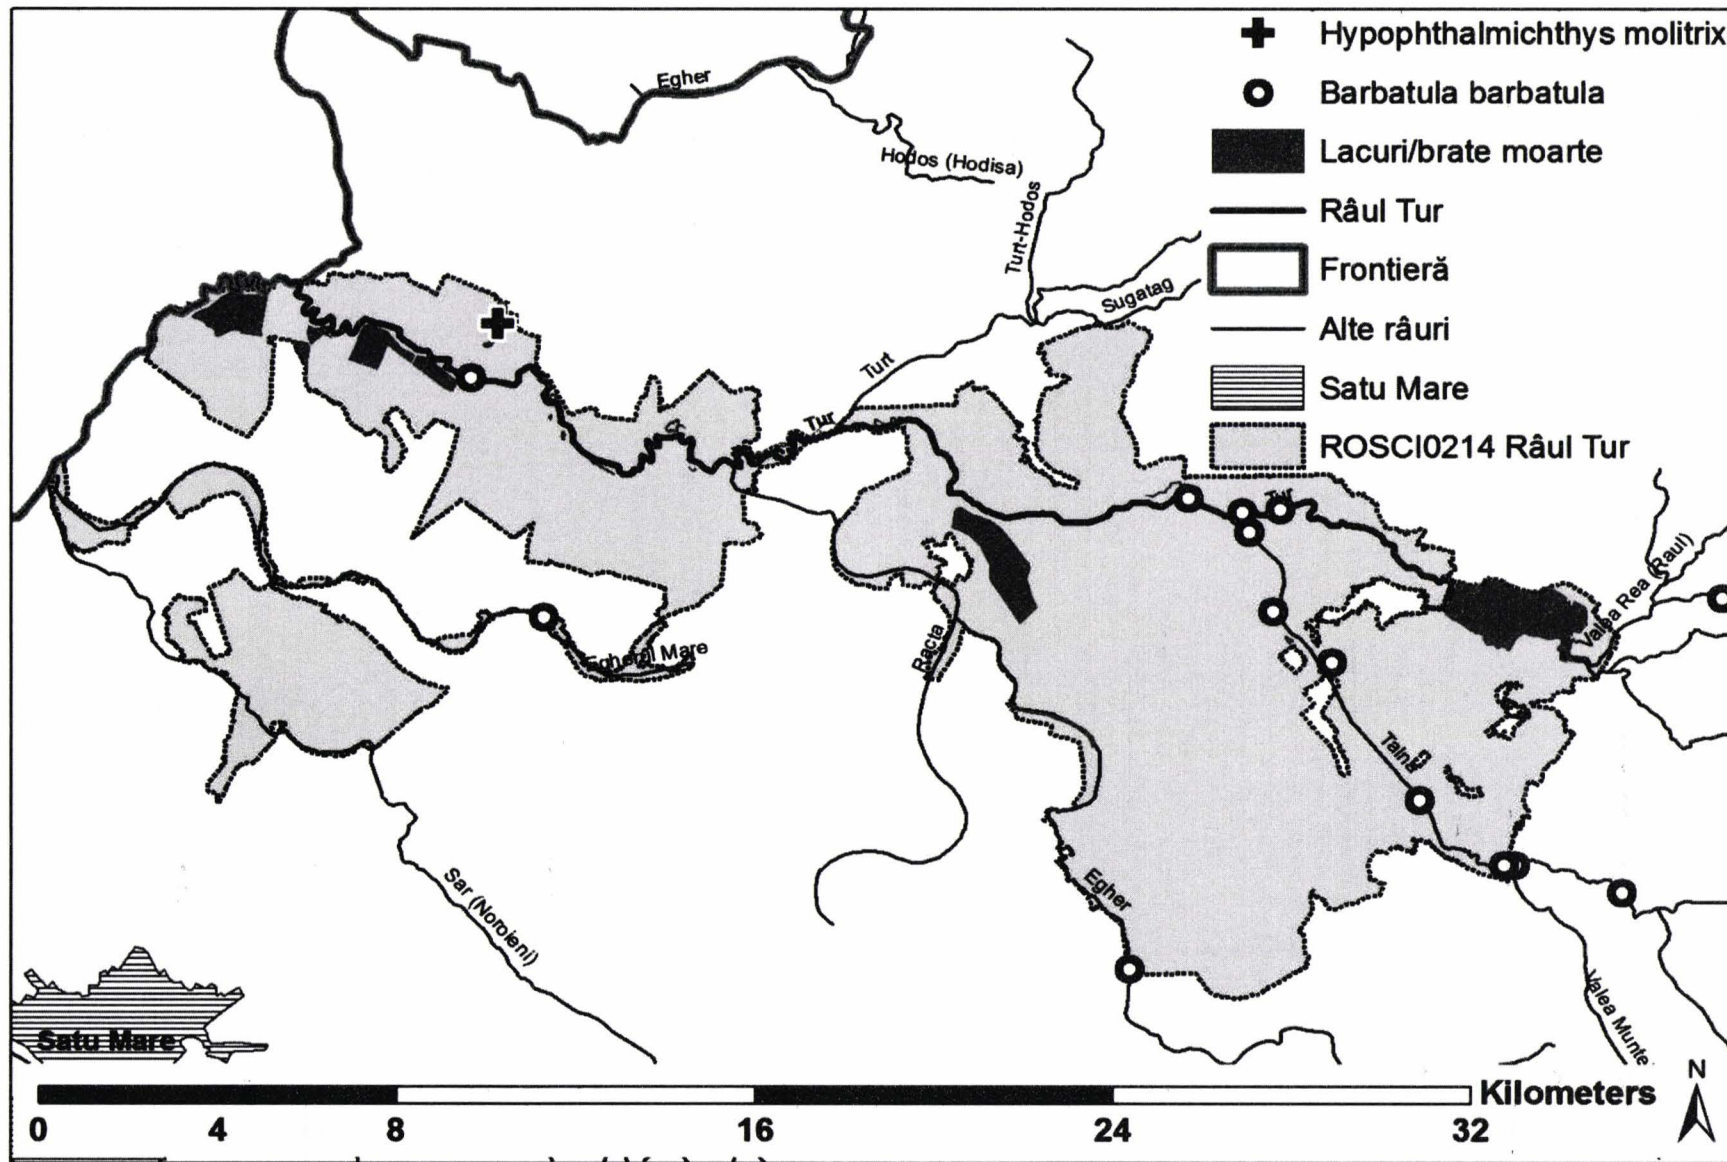 Hypophthalmichthys molitrix
Barbatula barbatula
Lacuri/brate moarte
Râul Tur
Frontieră
Alte râuri
Satu Mare
ROSCI0214 Râul Tur
Egher
Hodos (Hodisa)
Turt-Hodos
Sugatag
Turt
Tur
Tur
Valea Rea (Raul)
Racta
Egherul Mare
Talna
Egher
Sar (Noroieni)
Valea Munte
Satu Mare
N
Kilometers
0 4 8 16 24 32